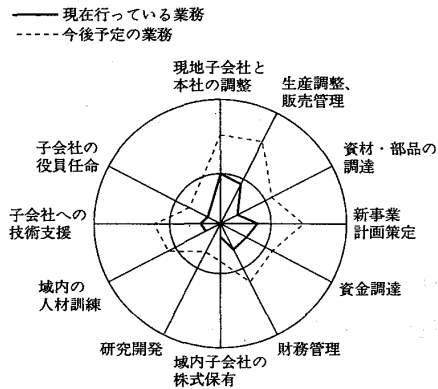 現在行っている業務
今後予定の業務
現地子会社と
本社の調整
生産調整、
販売管理
資材・部品の
調達
新事業
計画策定
資金調達
財務管理
域内子会社の
株式保有
研究開発
域内の
人材訓練
子会社への
技術支援
子会社の
役員任命